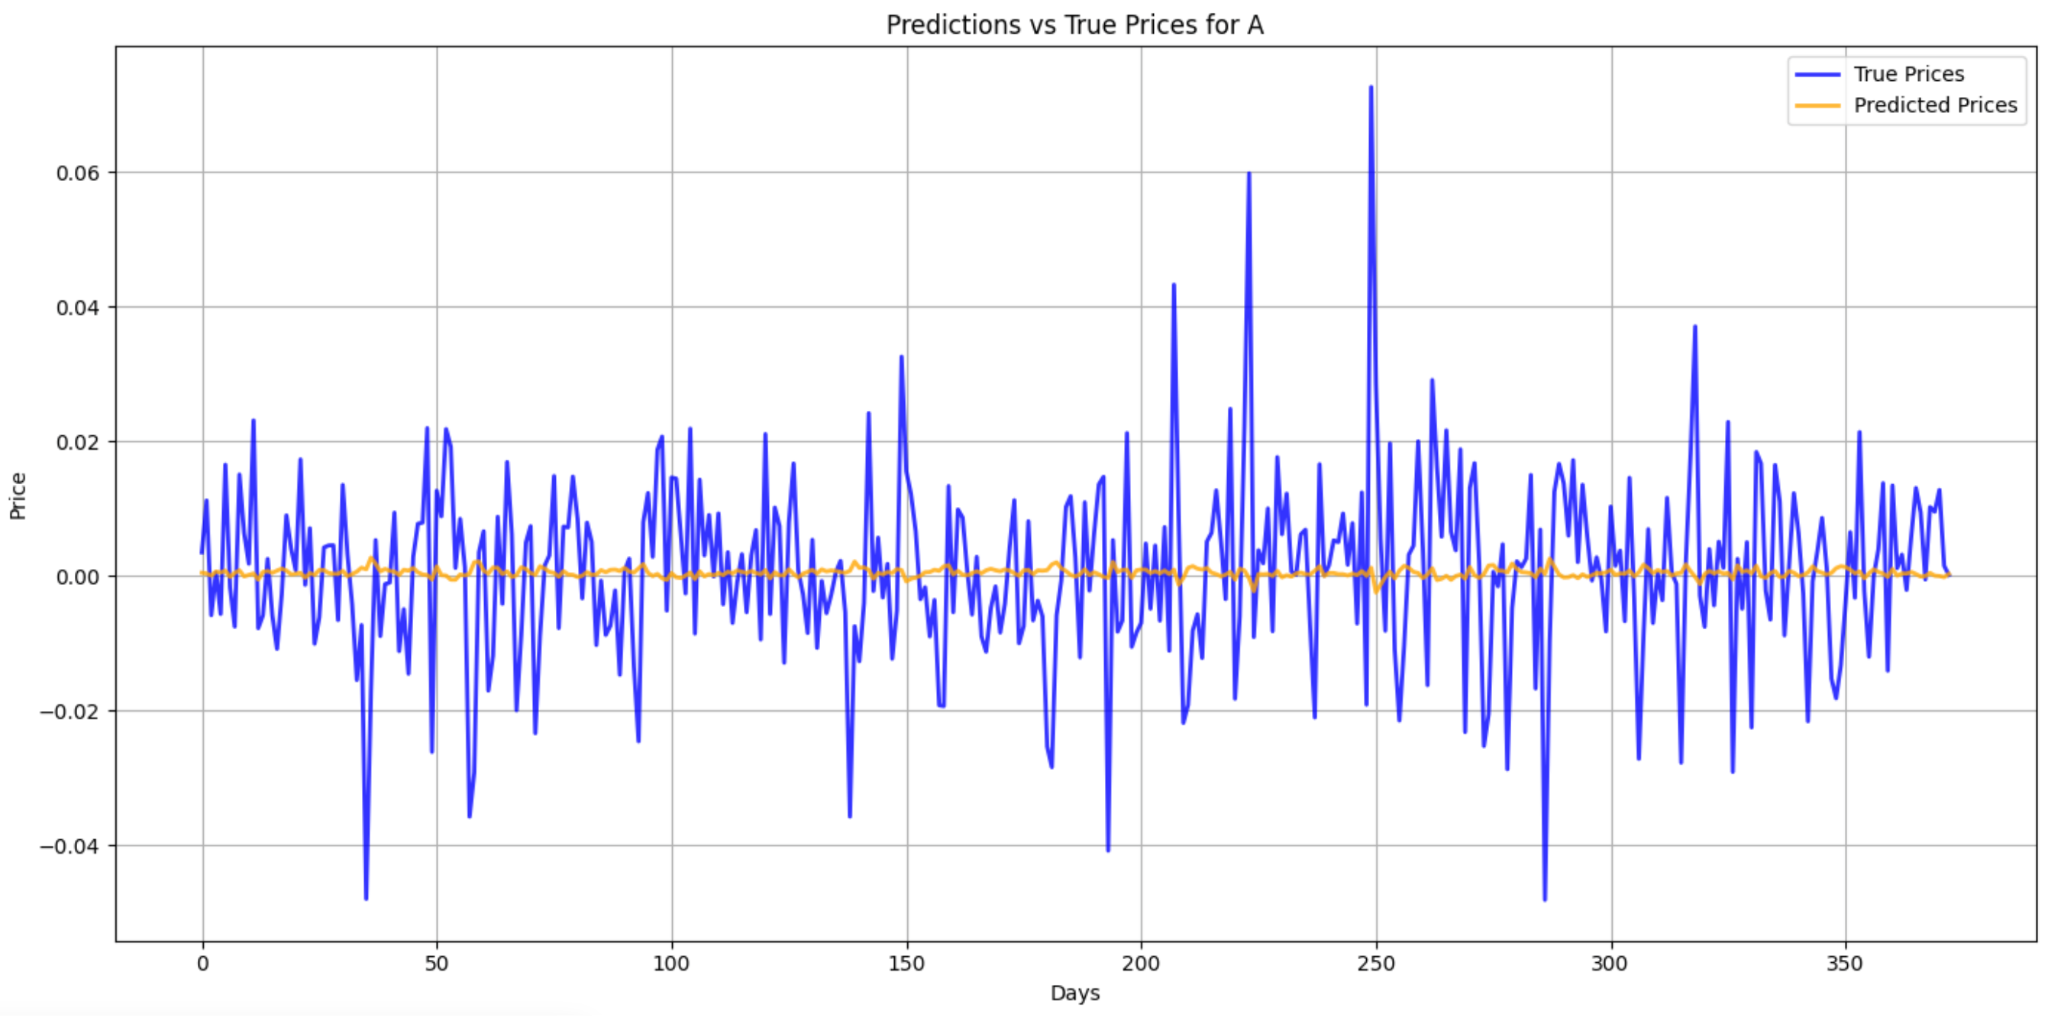 Predictions vs True Prices for A
True Prices
Predicted Prices
0.06
0.04
0.02
0.00
−0.02
−0.04
Price
0 50 100 150 200 250 300 350
Days